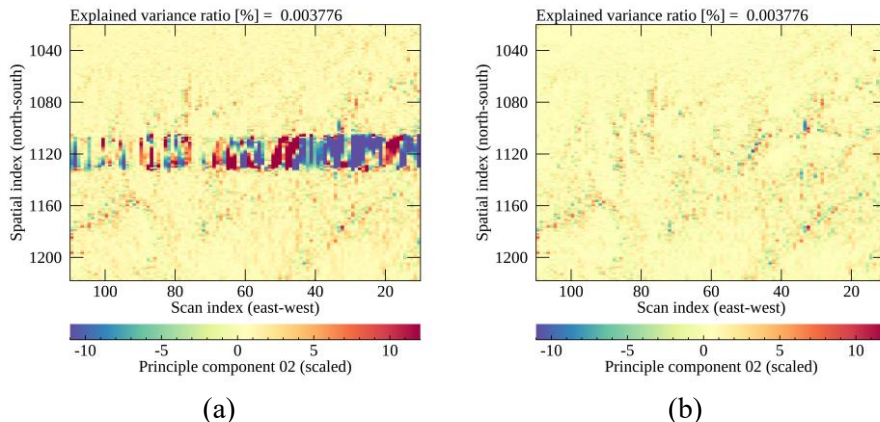 Explained variance ratio [%] = 0.003776
Spatial index (north-south)
1040
1080
1120
1160
1200
100 80 60 40 20
Scan index (east-west)
-10 -5 0 5 10
Principle component 02 (scaled)
(a)
Explained variance ratio [%] = 0.003776
Spatial index (north-south)
1040
1080
1120
1160
1200
100 80 60 40 20
Scan index (east-west)
-10 -5 0 5 10
Principle component 02 (scaled)
(b)